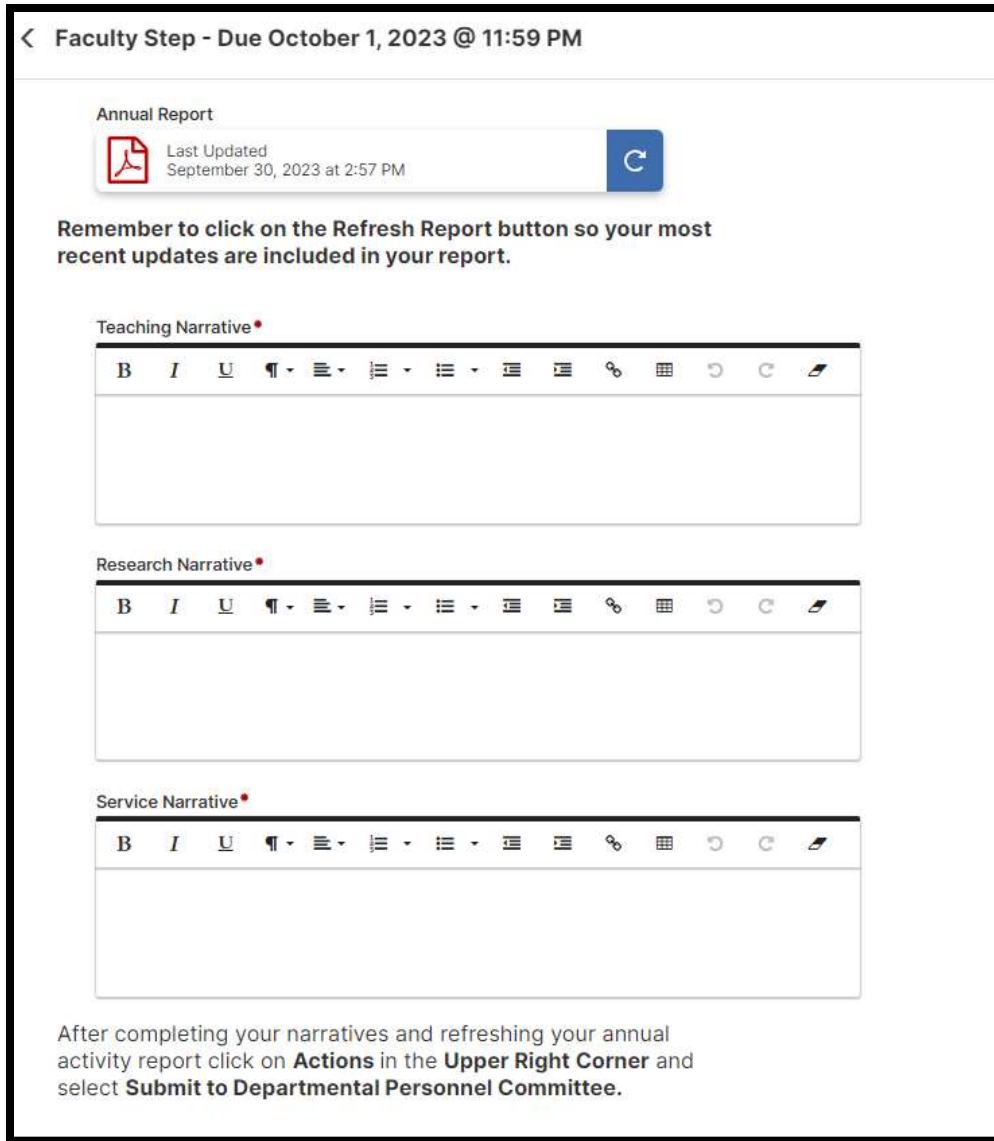 Faculty Step - Due October 1, 2023 @ 11:59 PM
Annual Report
Last Updated
September 30, 2023 at 2:57 PM
Remember to click on the Refresh Report button so your most
recent updates are included in your report.
Teaching Narrative
B I U
Research Narrative
B I U
Service Narrative
B I U
After completing your narratives and refreshing your annual
activity report click on Actions in the Upper Right Corner and
select Submit to Departmental Personnel Committee.